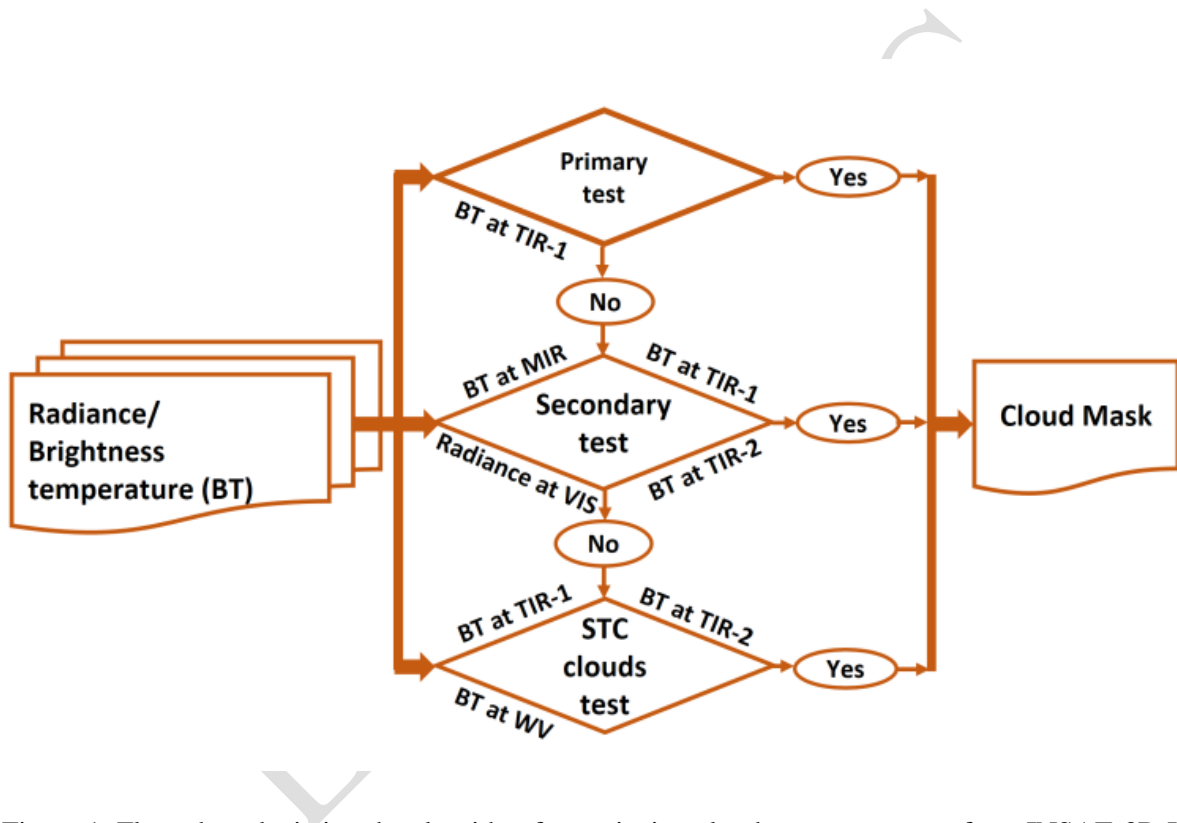 Primary
test
Yes
BT at TIR-1
No
BT at MIR
BT at TIR-1
Radiance/
Brightness
temperature (BT)
Secondary
test
Yes
Cloud Mask
Radiance at VIS
BT at TIR-2
No
BT at TIR-1
BT at TIR-2
STC
clouds
test
Yes
BT at WV